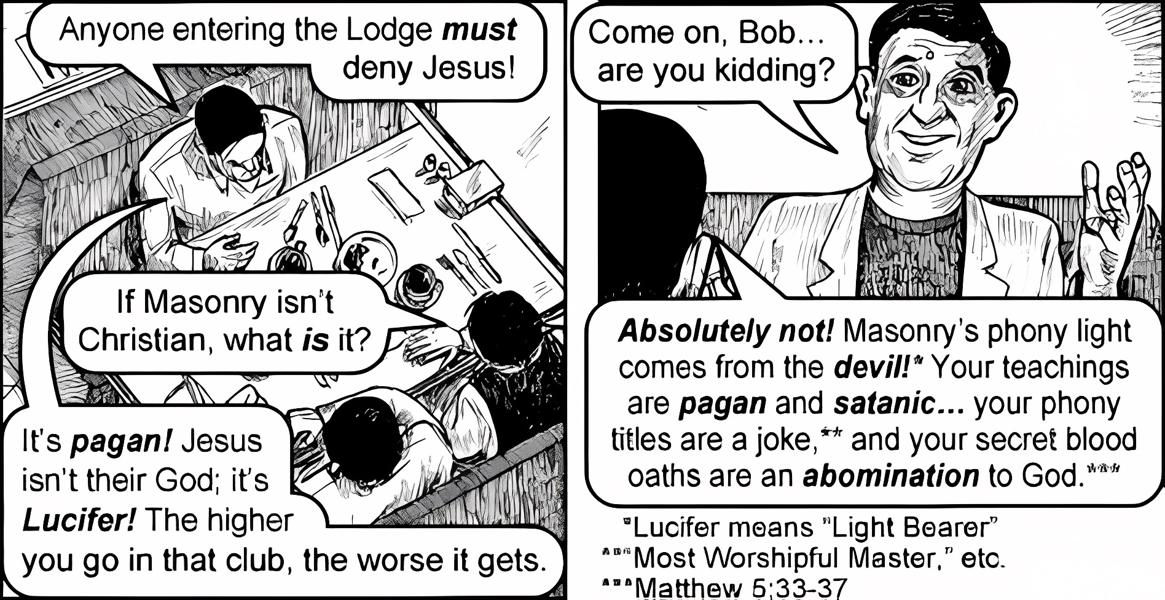 Anyone entering the Lodge must
deny Jesus!
If Masonry isn't
Christian, what is it?
It's pagan! Jesus
isn't their God; it's
Lucifer! The higher
you go in that club, the worse it gets.
Come on, Bob...
are you kidding?
Absolutely not! Masonry's phony light
comes from the devil!* Your teachings
are pagan and satanic... your phony
titles are a joke,** and your secret blood
oaths are an abomination to God.***
*Lucifer means "Light Bearer"
**"Most Worshipful Master," etc.
***Matthew 5:33-37